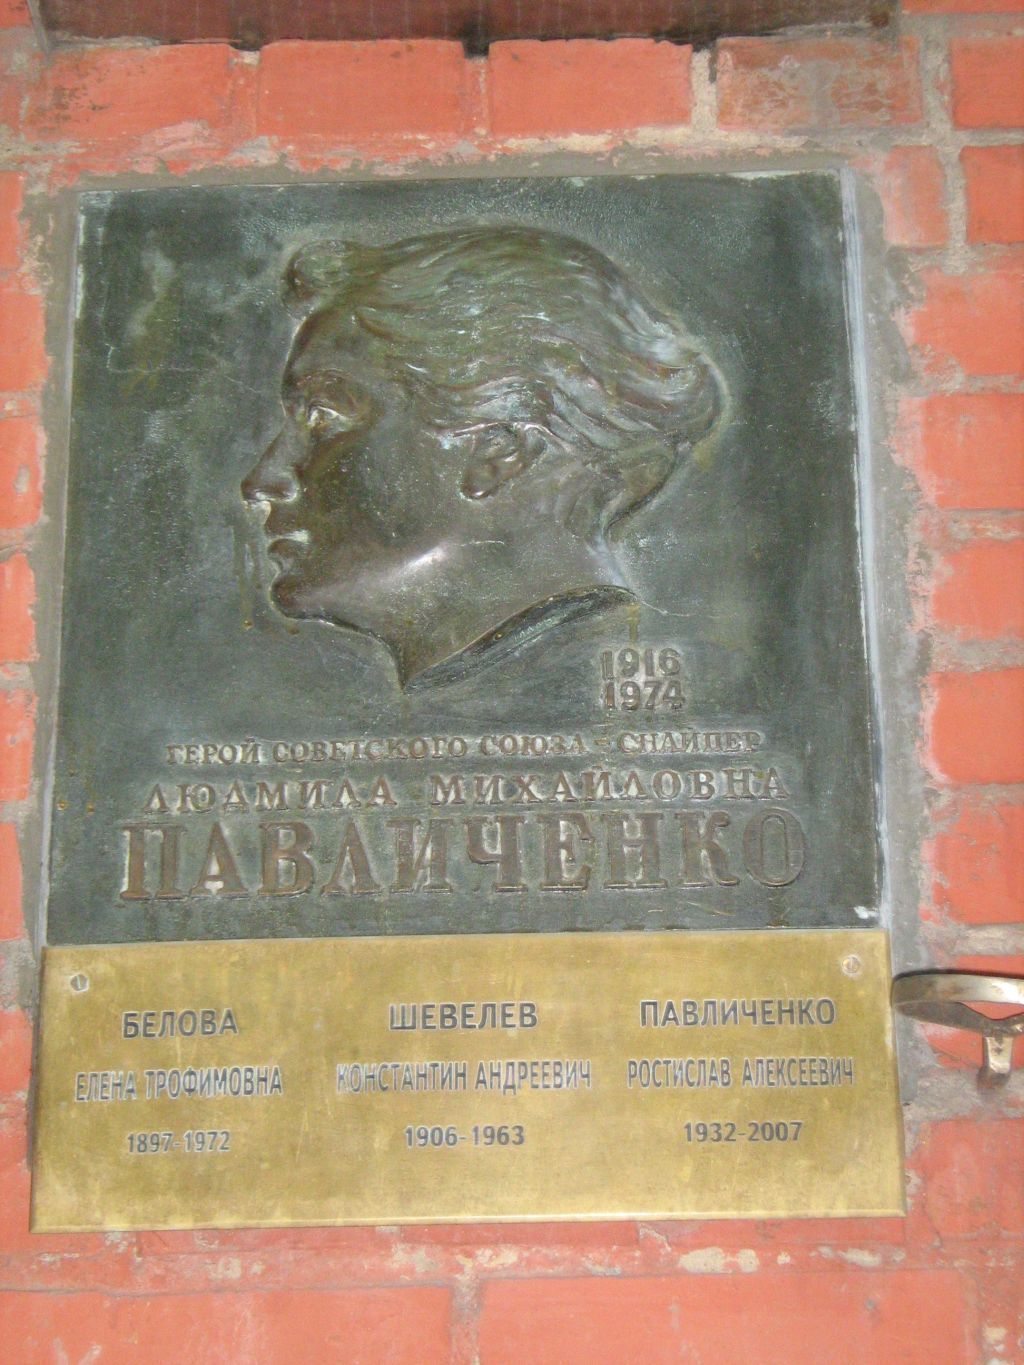 1916
1974
ГЕРОЙ СОВЕТСКОГО СОЮЗА - СНАЙПЕР
ЛЮДМИЛА МИХАЙЛОВНА
ПАВЛИЧЕНКО
БЕЛОВА
ЕЛЕНА ТРОФИМОВНА
1897-1972
ШЕВЕЛЕВ
КОНСТАНТИН АНДРЕЕВИЧ
1906-1963
ПАВЛИЧЕНКО
РОСТИСЛАВ АЛЕКСЕЕВИЧ
1932-2007